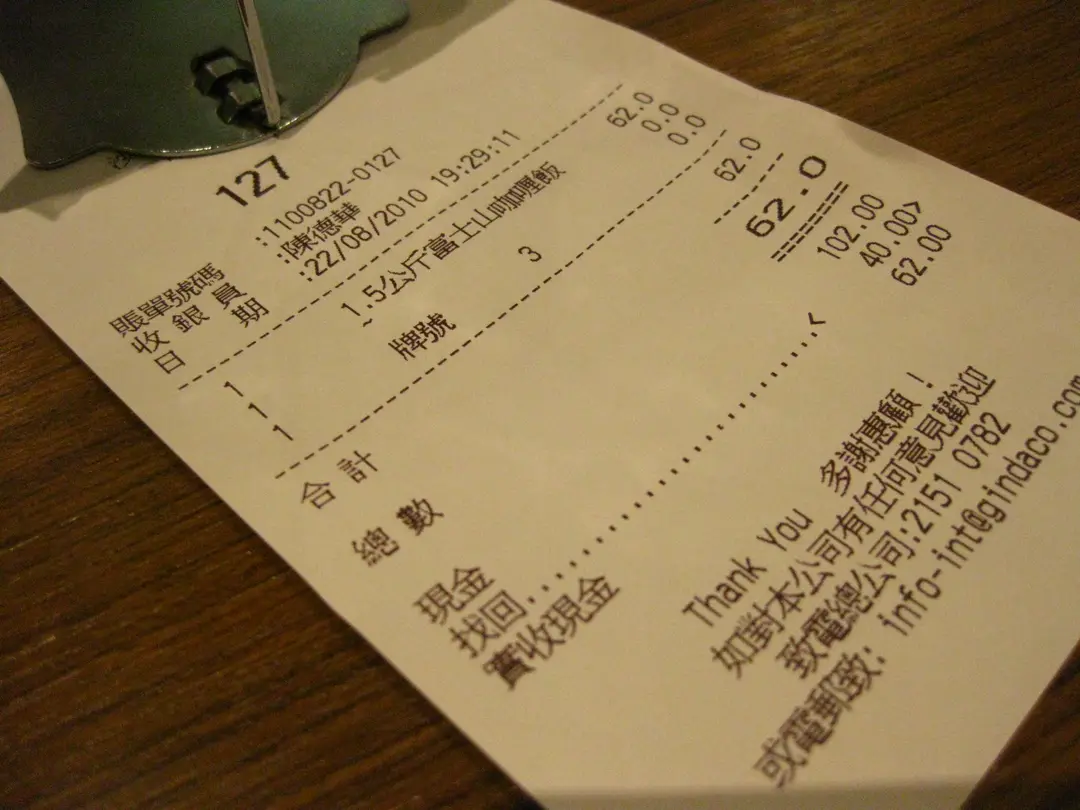 127
賬單號碼 :1100822-0127
收銀員 :陳德華
日期 :22/08/2010 19:29:11
1 1.5公斤富士山咖喱飯 62.0
1 ~ 0.0
1 牌號 3 0.0
合計 62.0
總數 62.0
現金 102.00
找回..............................< 40.00>
實收現金 62.00
Thank You 多謝惠顧！
如對本公司有任何意見歡迎
致電總公司:2151 0782
或電郵致: info-int@gindaco.com